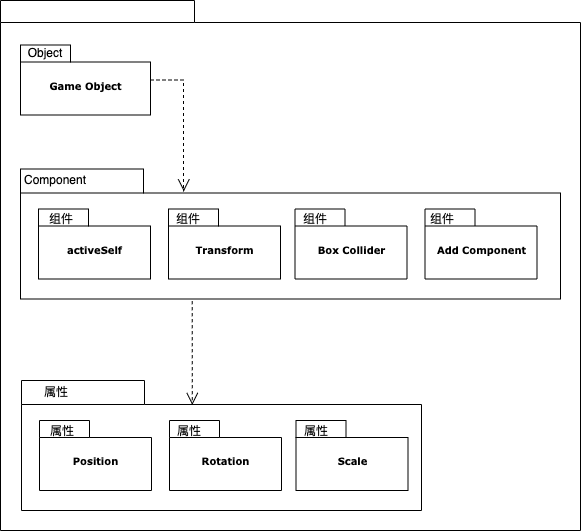 Object
Game Object
Component
组件
activeSelf
组件
Transform
组件
Box Collider
组件
Add Component
属性
属性
Position
属性
Rotation
属性
Scale